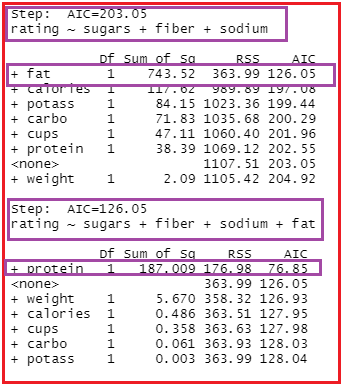 Step: AIC=203.05
rating ~ sugars + fiber + sodium
Df Sum of Sq RSS AIC
+ fat 1 743.52 363.99 126.05
+ calories 1 117.62 989.89 197.08
+ potass 1 84.15 1023.36 199.44
+ carbo 1 71.83 1035.68 200.29
+ cups 1 47.11 1060.40 201.96
+ protein 1 38.39 1069.12 202.55
<none> 1107.51 203.05
+ weight 1 2.09 1105.42 204.92
Step: AIC=126.05
rating ~ sugars + fiber + sodium + fat
Df Sum of Sq RSS AIC
+ protein 1 187.009 176.98 76.85
<none> 363.99 126.05
+ weight 1 5.670 358.32 126.93
+ calories 1 0.486 363.51 127.95
+ cups 1 0.358 363.63 127.98
+ carbo 1 0.061 363.93 128.03
+ potass 1 0.003 363.99 128.04